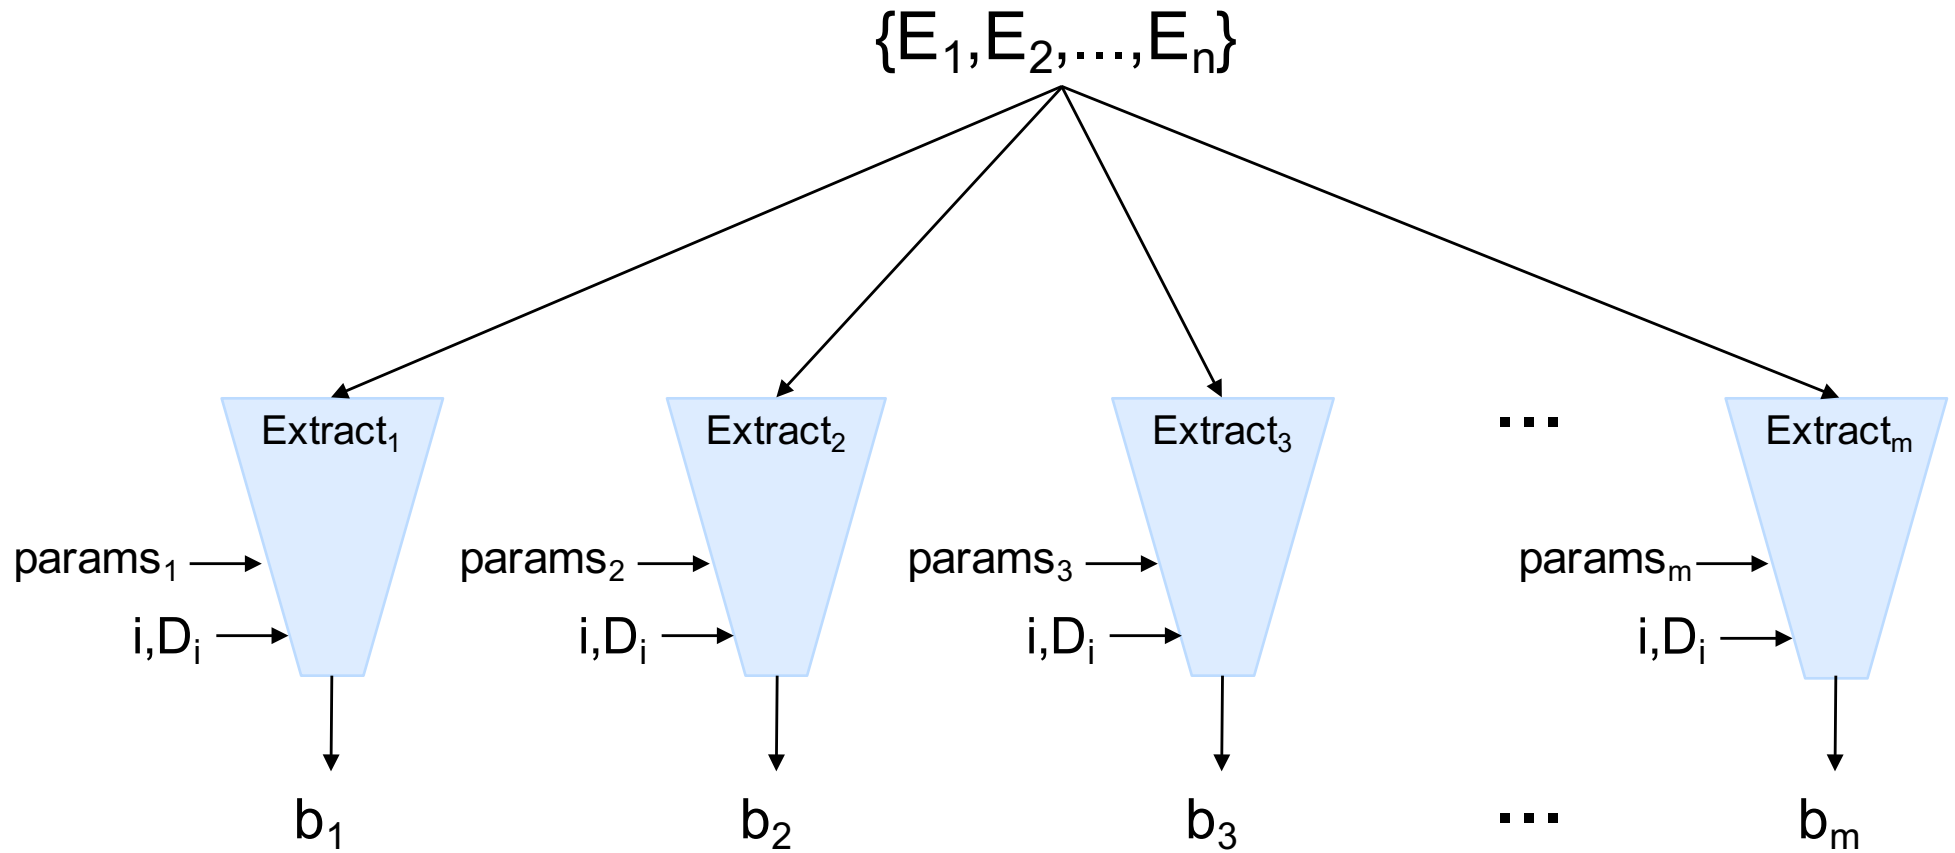 {E₁,E₂,...,Eₙ}
Extract₁ Extract₂ Extract₃ ... Extractₘ
params₁ params₂ params₃ paramsₘ
i,Dᵢ i,Dᵢ i,Dᵢ i,Dᵢ
b₁ b₂ b₃ ... bₘ